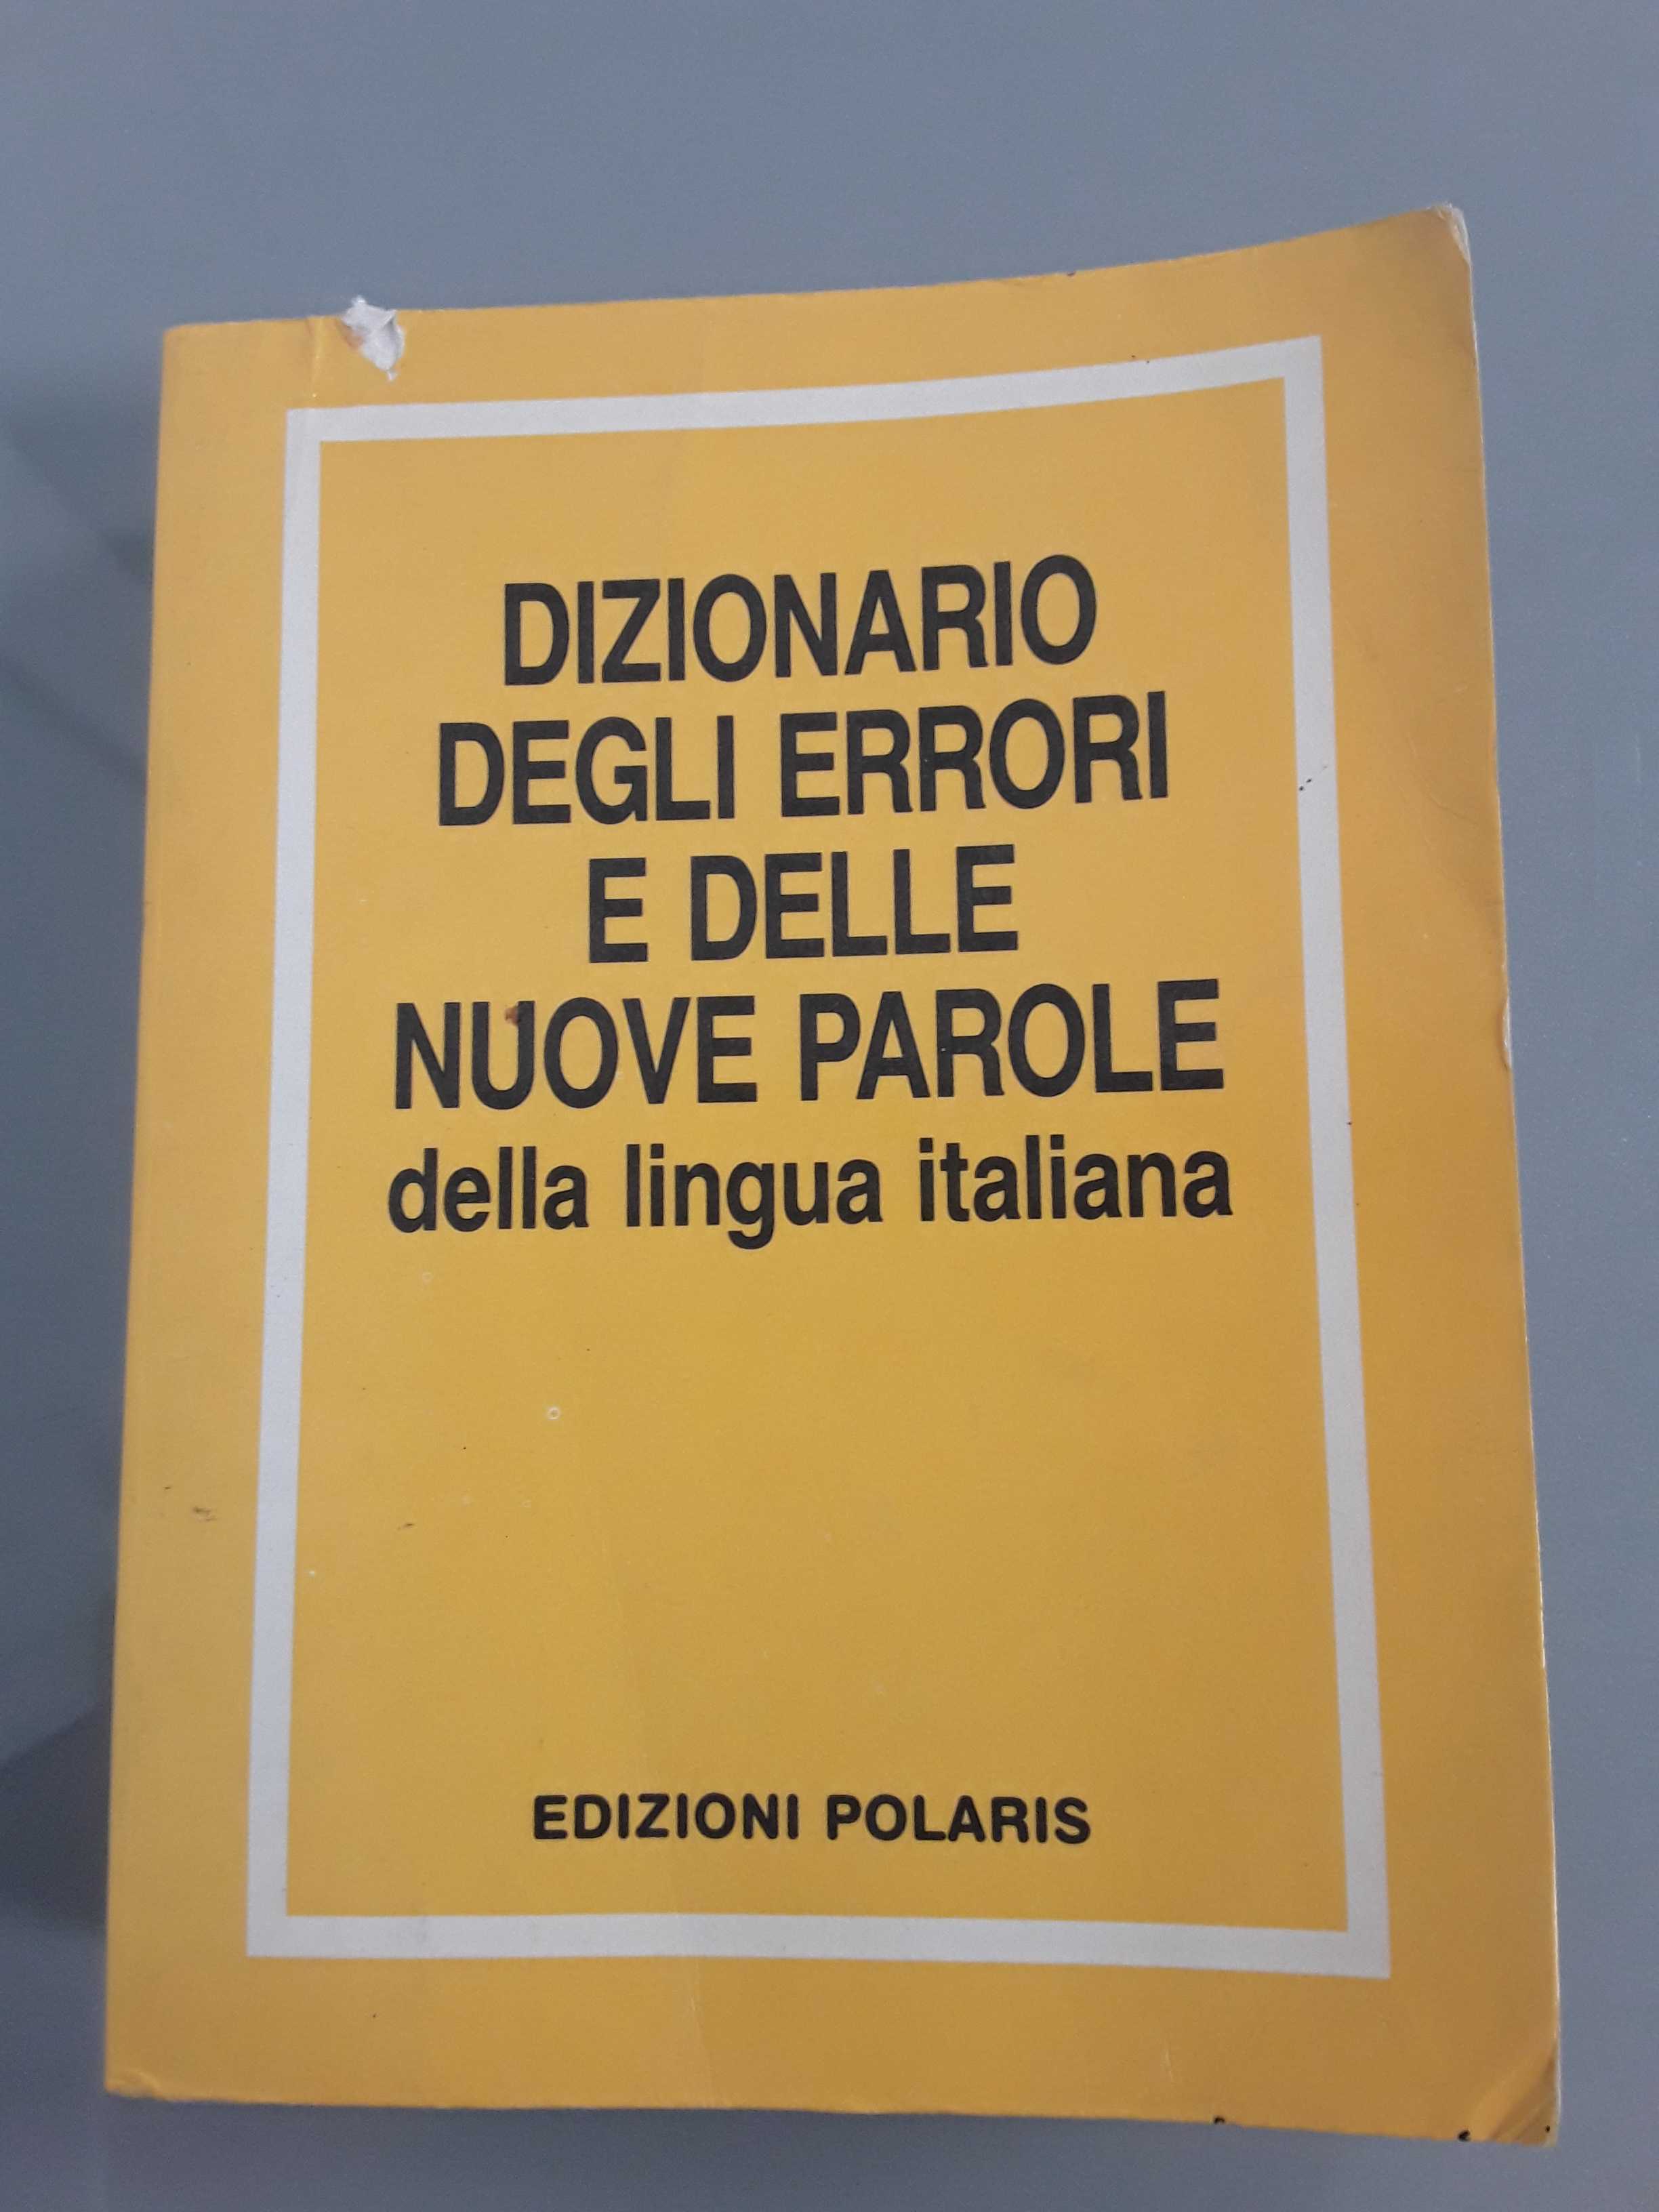 DIZIONARIO
DEGLI ERRORI
E DELLE
NUOVE PAROLE
della lingua italiana
EDIZIONI POLARIS